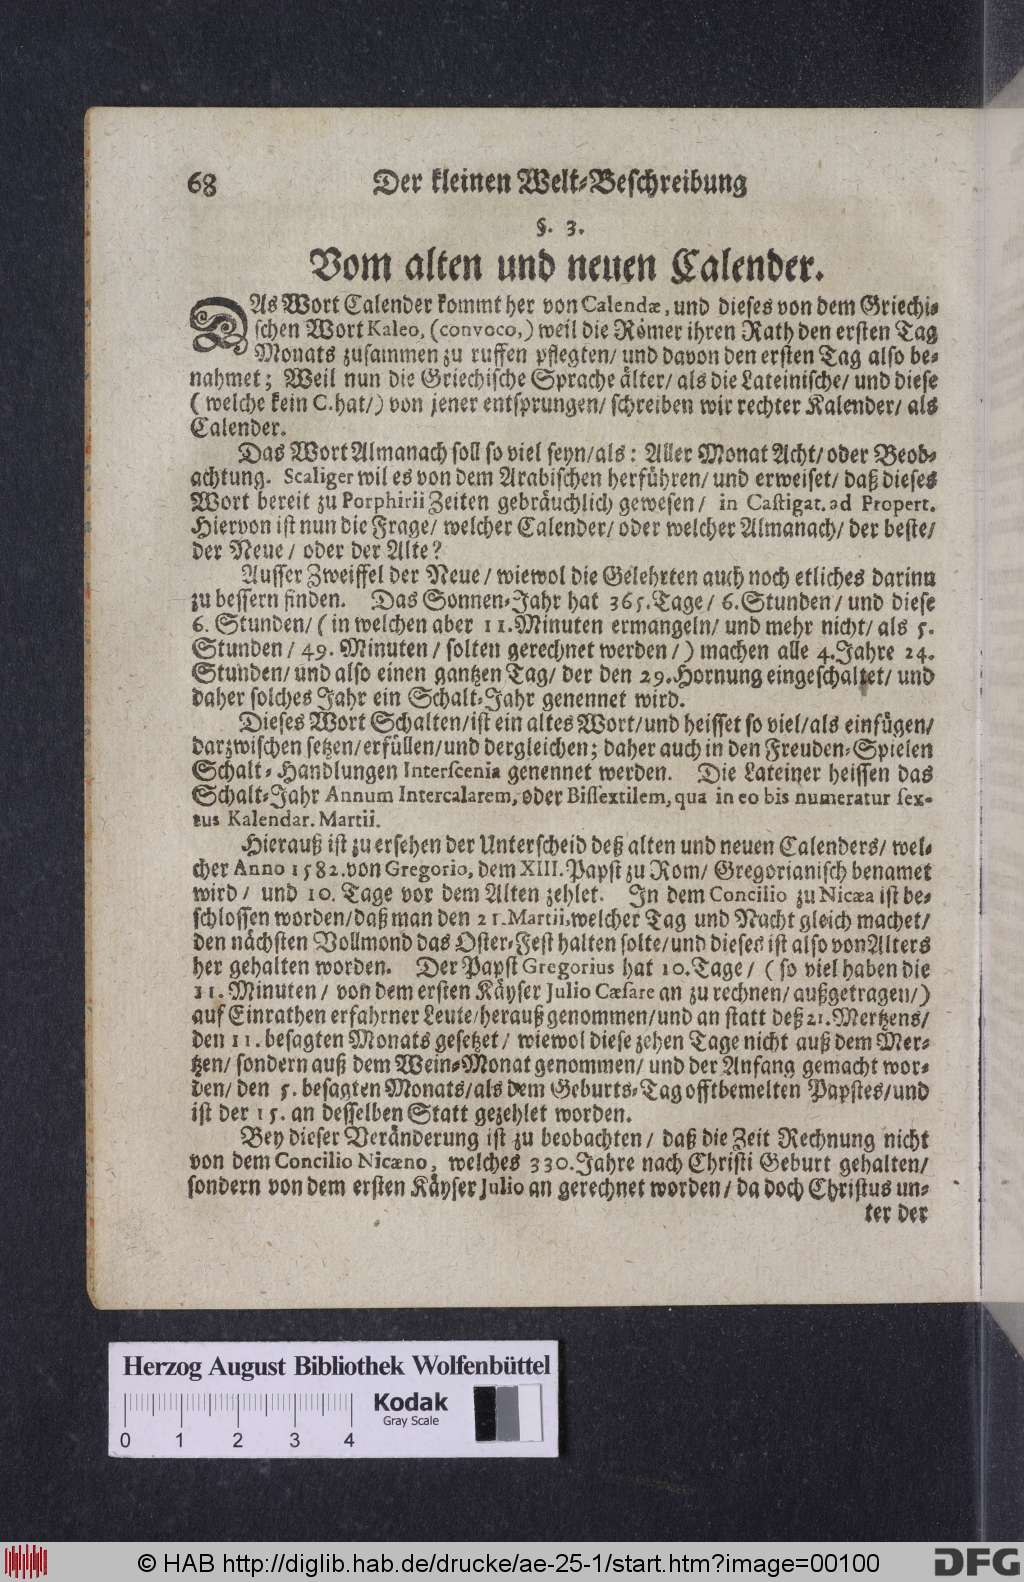 68 Der kleinen Welt-Beschreibung
§. 3.
Vom alten und neuen Calender.
DAs Wort Calender kommt her von Calendæ, und dieses von dem Griechi-
schen Wort Kaleo, (convoco,) weil die Römer ihren Rath den ersten Tag
Monats zusammen zu ruffen pflegten/ und davon den ersten Tag also be-
nahmet; Weil nun die Griechische Sprache älter/ als die Lateinische/ und diese
(welche kein C. hat/) von jener entsprungen/ schreiben wir rechter Kalender/ als
Calender.
Das Wort Almanach soll so viel seyn/als: Aller Monat Acht/ oder Beob-
achtung. Scaliger wil es von dem Arabischen herführen/ und erweiset/ daß dieses
Wort bereit zu Porphirii Zeiten gebräuchlich gewesen/ in Castigat. ad Propert.
Hiervon ist nun die Frage/ welcher Calender/ oder welcher Almanach/ der beste/
der Neue/ oder der Alte?
Ausser Zweiffel der Neue/ wiewol die Gelehrten auch noch etliches darinn
zu bessern finden. Das Sonnen-Jahr hat 365. Tage/ 6. Stunden/ und diese
6. Stunden/ (in welchen aber 11. Minuten ermangeln/ und mehr nicht/ als 5.
Stunden/ 49. Minuten/ solten gerechnet werden/) machen alle 4. Jahre 24.
Stunden/ und also einen gantzen Tag/ der den 29. Hornung eingeschaltet/ und
daher solches Jahr ein Schalt-Jahr genennet wird.
Dieses Wort Schalten/ist ein altes Wort/und heisset so viel/als einfügen/
darzwischen setzen/erfüllen/und dergleichen; daher auch in den Freuden-Spielen
Schalt-Handlungen Interscenia genennet werden. Die Lateiner heissen das
Schalt-Jahr Annum Intercalarem, oder Bissextilem, qua in eo bis numeratur sex-
tus Kalendar. Martii.
Hierauß ist zu ersehen der Unterscheid deß alten und neuen Calenders/ wel-
cher Anno 1582. von Gregorio, dem XIII. Papst zu Rom/ Gregorianisch benamet
wird/ und 10. Tage vor dem Alten zehlet. In dem Concilio zu Nicæa ist be-
schlossen worden/daß man den 21. Martii, welcher Tag und Nacht gleich machet/
den nächsten Vollmond das Oster-Fest halten solte/und dieses ist also von Alters
her gehalten worden. Der Papst Gregorius hat 10. Tage/ (so viel haben die
11. Minuten/ von dem ersten Käyser Julio Cæsare an zu rechnen/ außgetragen/)
auf Einrathen erfahrner Leute/herauß genommen/und an statt deß 21. Mertzens/
den 11. besagten Monats gesetzet/ wiewol diese zehen Tage nicht auß dem Mer-
tzen/ sondern auß dem Wein-Monat genommen/ und der Anfang gemacht wor-
den/ den 5. besagten Monats/als dem Geburts-Tag offtbemelten Papstes/und
ist der 15. an desselben Statt gezehlet worden.
Bey dieser Veränderung ist zu beobachten/ daß die Zeit Rechnung nicht
von dem Concilio Nicæno, welches 330. Jahre nach Christi Geburt gehalten/
sondern von dem ersten Käyser Julio an gerechnet worden/ da doch Christus un-
ter der
Herzog August Bibliothek Wolfenbüttel
Kodak
Gray Scale
0 1 2 3 4
© HAB http://diglib.hab.de/drucke/ae-25-1/start.htm?image=00100
DFG